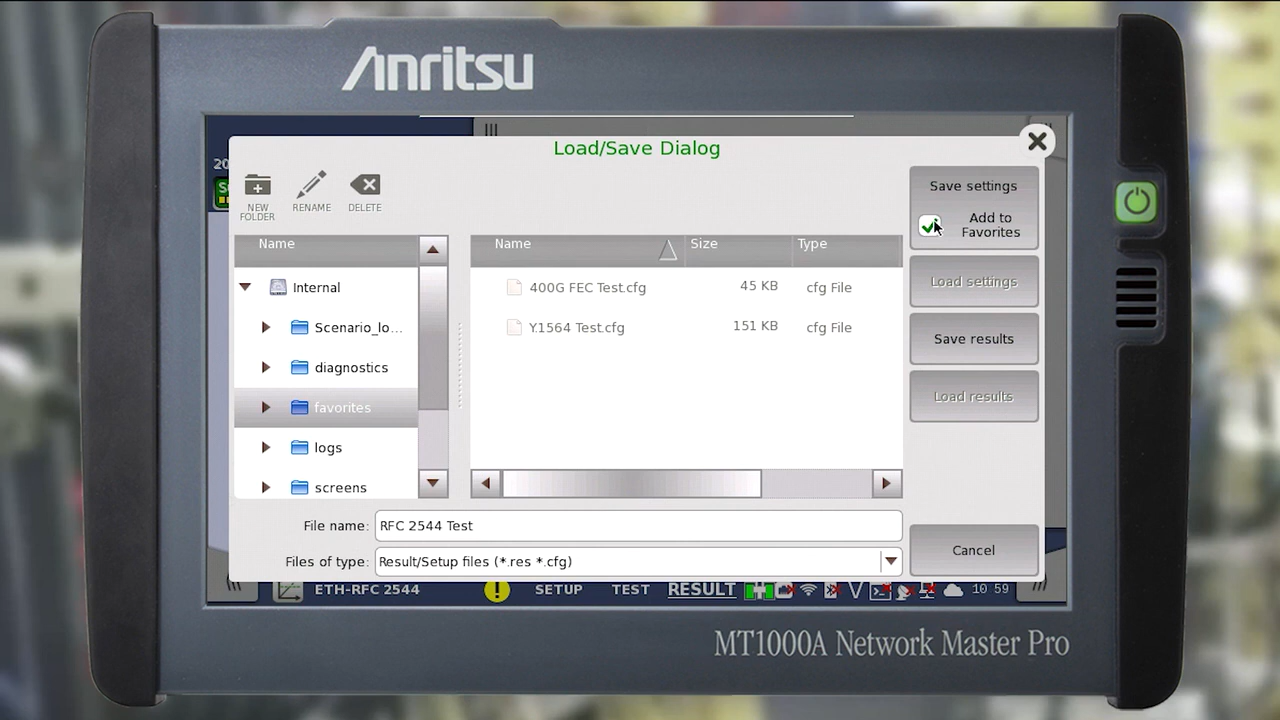 Anritsu
Load/Save Dialog
20
NEW
FOLDER
RENAME
DELETE
Save settings
Add to
Favorites
Load settings
Save results
Load results
Cancel
Name
Internal
Scenario_lo...
diagnostics
favorites
logs
screens
Name Size Type
400G FEC Test.cfg 45 KB cfg File
Y.1564 Test.cfg 151 KB cfg File
File name: RFC 2544 Test
Files of type: Result/Setup files (*.res *.cfg)
ETH-RFC 2544 ! SETUP TEST RESULT 10 59
MT1000A Network Master Pro